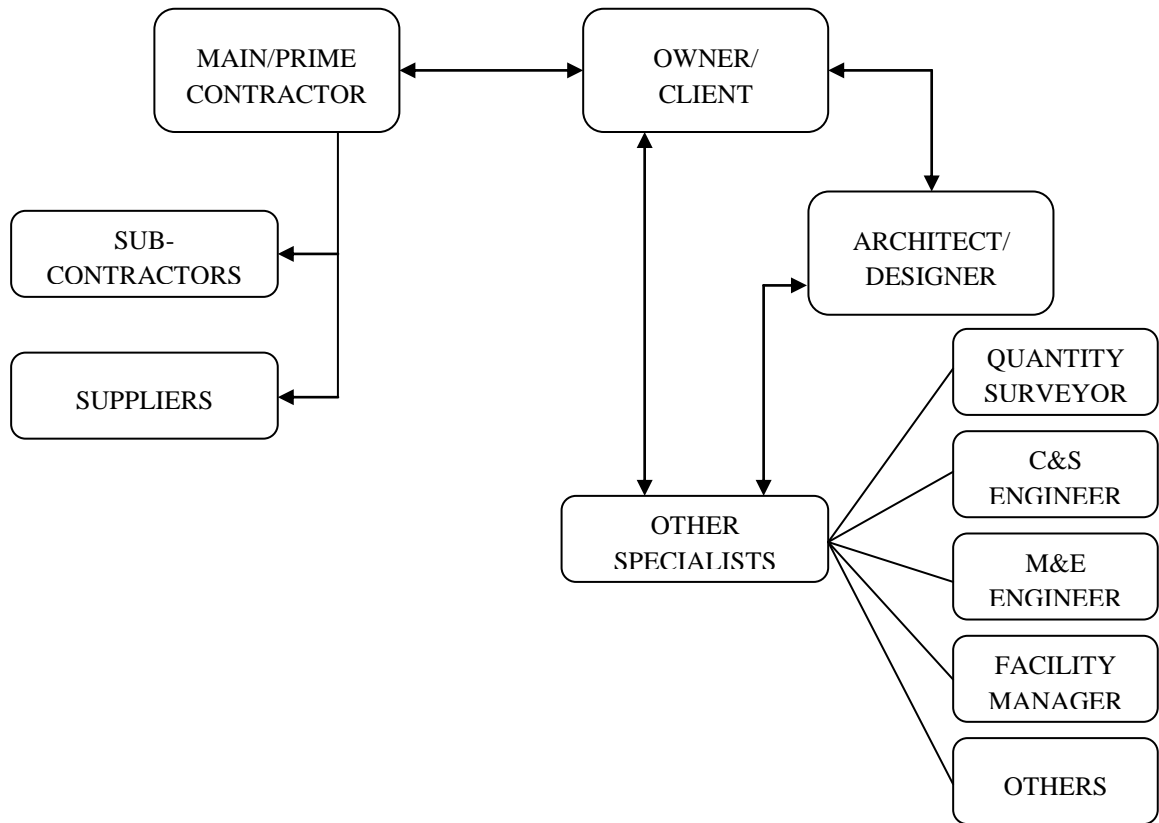 MAIN/PRIME
CONTRACTOR
OWNER/
CLIENT
SUB-
CONTRACTORS
ARCHITECT/
DESIGNER
SUPPLIERS
QUANTITY
SURVEYOR
C&S
ENGINEER
OTHER
SPECIALISTS
M&E
ENGINEER
FACILITY
MANAGER
OTHERS